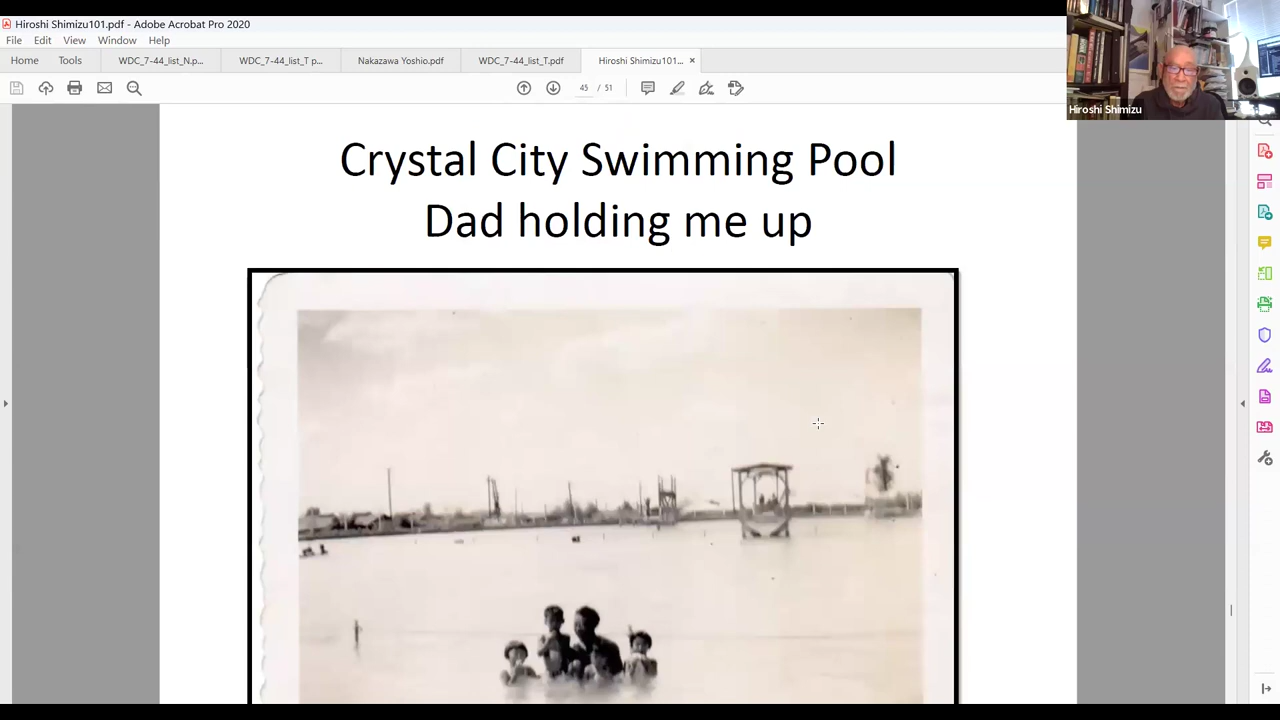 Hiroshi Shimizu101.pdf - Adobe Acrobat Pro 2020
File Edit View Window Help
Home Tools WDC_7-44_list_N.p... WDC_7-44_list_T p... Nakazawa Yoshio.pdf WDC_7-44_list_T.pdf Hiroshi Shimizu101... ×
45 / 51
Hiroshi Shimizu
Crystal City Swimming Pool
Dad holding me up